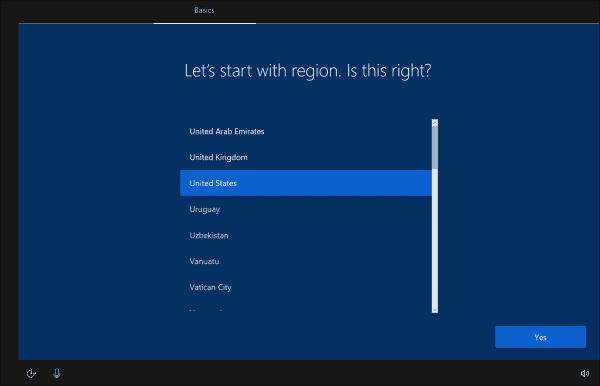 Basics
Let's start with region. Is this right?
United Arab Emirates
United Kingdom
United States
Uruguay
Uzbekistan
Vanuatu
Vatican City
Yes